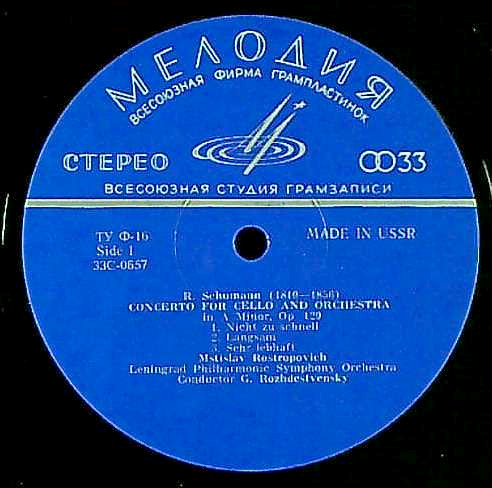 МЕЛОДИЯ
ВСЕСОЮЗНАЯ ФИРМА ГРАМПЛАСТИНОК
СТЕРЕО
33
ВСЕСОЮЗНАЯ СТУДИЯ ГРАМЗАПИСИ
ТУ Ф-16
Side 1
33С-0657
MADE IN USSR
R. Schumann (1810—1856)
CONCERTO FOR CELLO AND ORCHESTRA
In A Minor, Op. 129
1. Nicht zu schnell
2. Langsam
3. Sehr lebhaft
Mstislav Rostropovich
Leningrad Philharmonic Symphony Orchestra
Conductor G. Rozhdestvensky